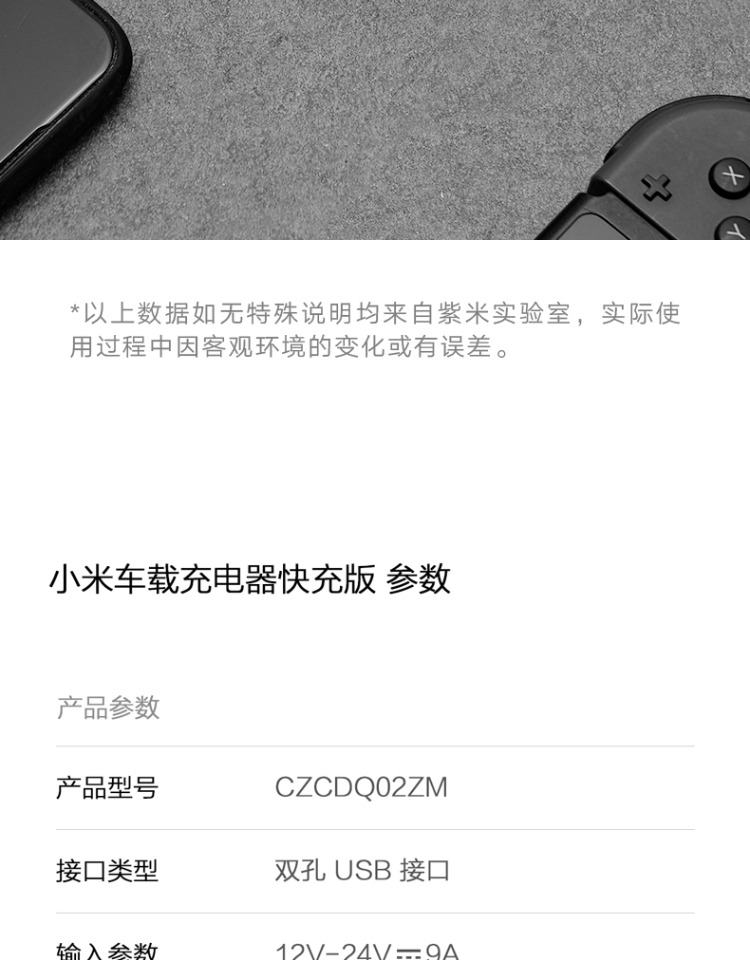 X
Y
*以上数据如无特殊说明均来自紫米实验室，实际使
用过程中因客观环境的变化或有误差。
小米车载充电器快充版 参数
产品参数
产品型号 CZCDQ02ZM
接口类型 双孔 USB 接口
输入参数 12V-24V⎓9A